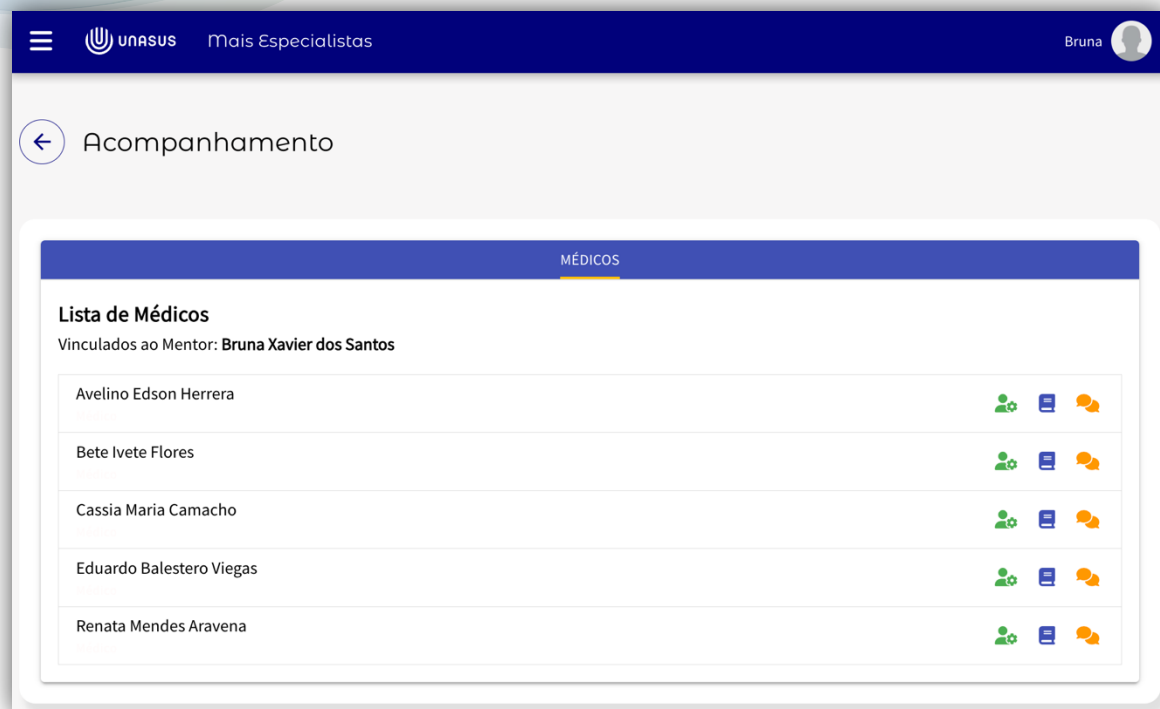 UNASUS Mais Especialistas Bruna
Acompanhamento
MÉDICOS
Lista de Médicos
Vinculados ao Mentor: Bruna Xavier dos Santos
Avelino Edson Herrera
Bete Ivete Flores
Cassia Maria Camacho
Eduardo Balestero Viegas
Renata Mendes Aravena